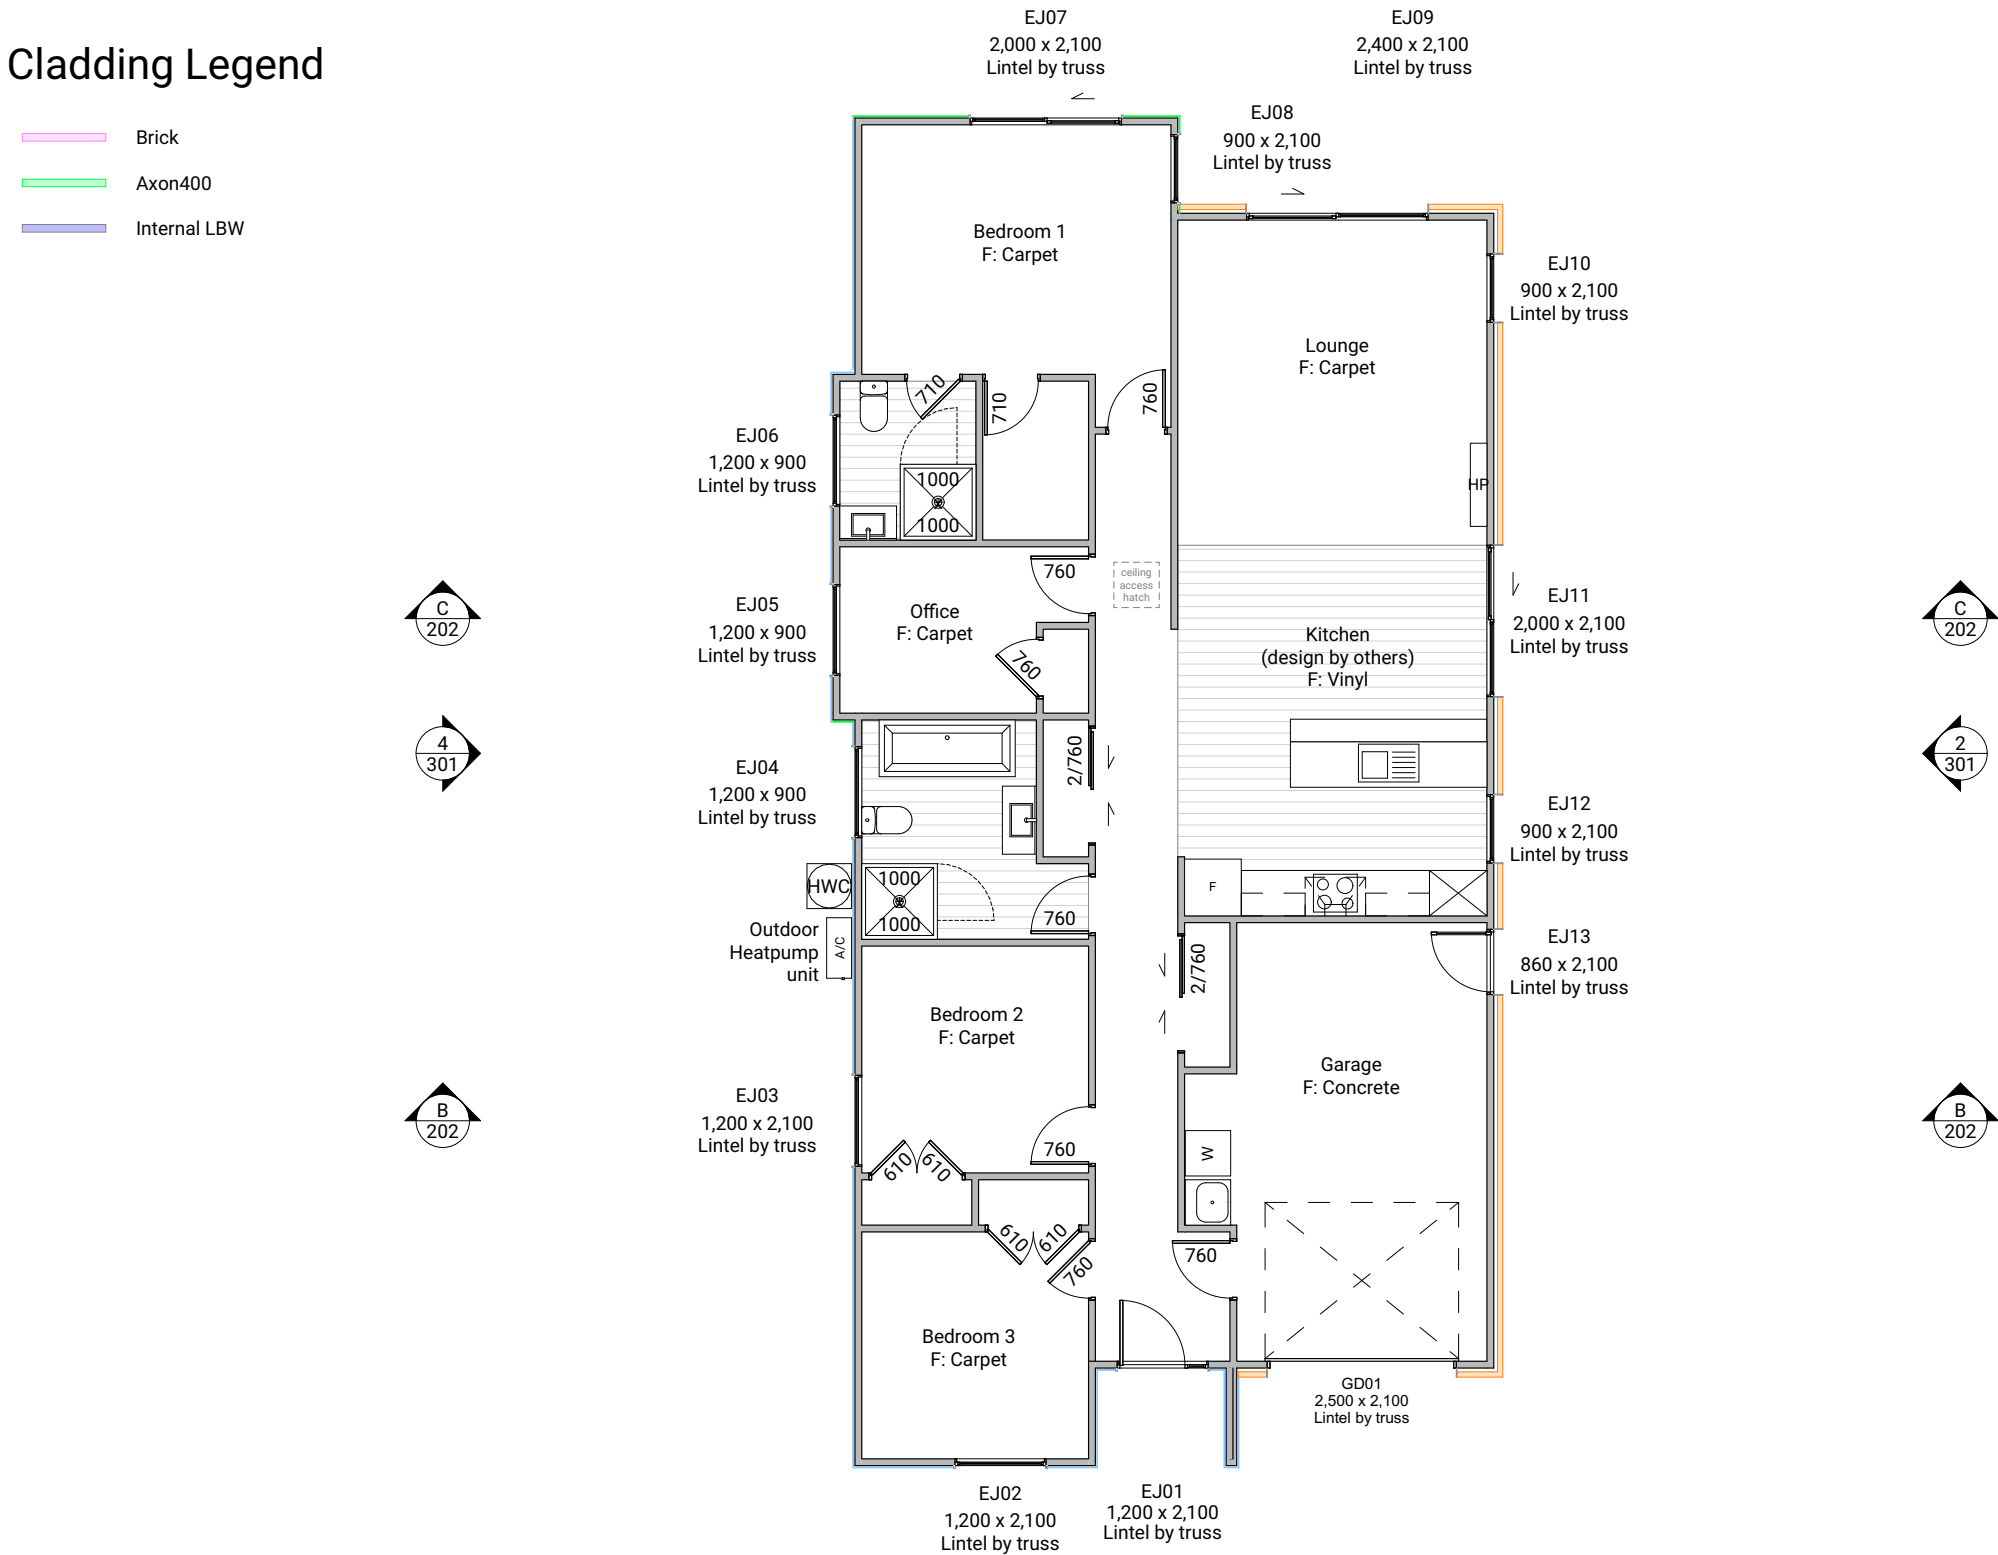 Cladding Legend
Brick
Axon400
Internal LBW
EJ07
2,000 x 2,100
Lintel by truss
EJ09
2,400 x 2,100
Lintel by truss
EJ08
900 x 2,100
Lintel by truss
Bedroom 1
F: Carpet
EJ10
900 x 2,100
Lintel by truss
Lounge
F: Carpet
710
710
760
EJ06
1,200 x 900
Lintel by truss
1000
1000
HP
760
ceiling
access
hatch
C
202
EJ05
1,200 x 900
Lintel by truss
Office
F: Carpet
760
Kitchen
(design by others)
F: Vinyl
EJ11
2,000 x 2,100
Lintel by truss
C
202
4
301
EJ04
1,200 x 900
Lintel by truss
2/760
2
301
EJ12
900 x 2,100
Lintel by truss
HWC
1000
1000
760
F
Outdoor
Heatpump
unit
A/C
2/760
EJ13
860 x 2,100
Lintel by truss
Bedroom 2
F: Carpet
Garage
F: Concrete
B
202
EJ03
1,200 x 2,100
Lintel by truss
610
610
760
W
B
202
610
610
760
760
Bedroom 3
F: Carpet
GD01
2,500 x 2,100
Lintel by truss
EJ02
1,200 x 2,100
Lintel by truss
EJ01
1,200 x 2,100
Lintel by truss